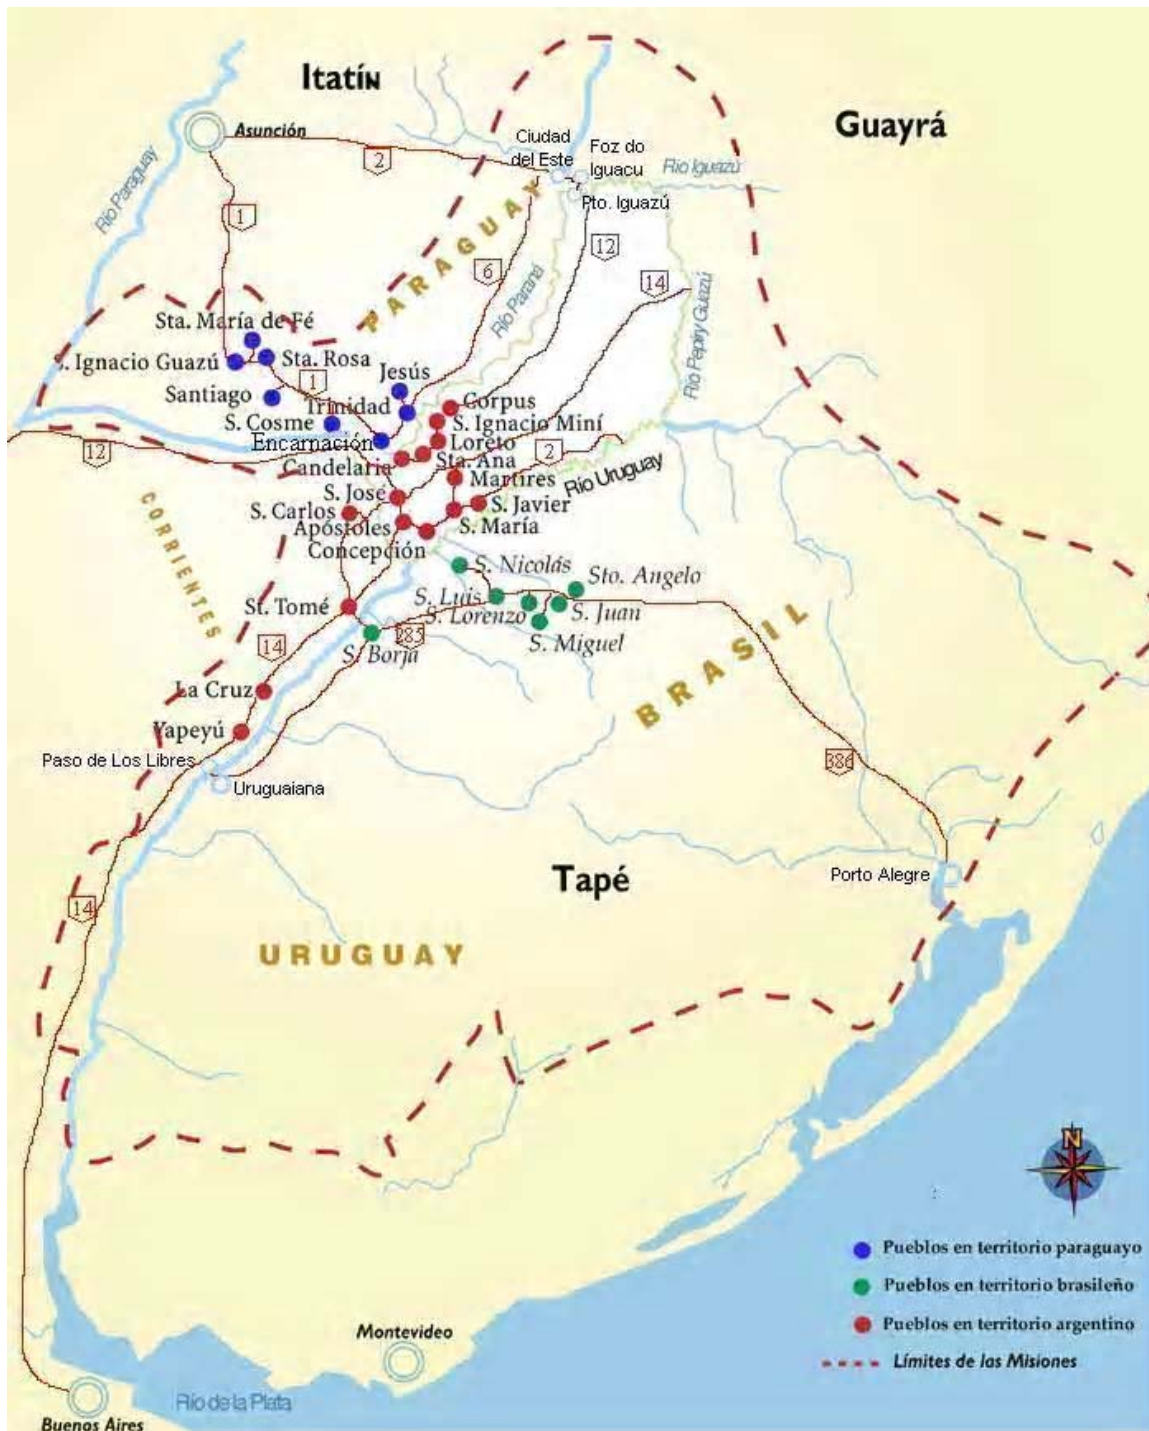 Itatín
Guayrá
Asunción
Ciudad
del Este
Foz do
Iguacu
Río Iguazú
Pto. Iguazú
2
1
Río Paraguay
PARAGUAY
12
6
14
Río Paraná
Río Pepiry Guazú
Sta. María de Fé
S. Ignacio Guazú
Sta. Rosa
Jesús
1
Santiago
Trinidad
Corpus
S. Cosme
S. Ignacio Miní
Encarnación
Loreto
2
12
Candelaria
Sta. Ana
Río Uruguay
Martires
S. José
S. Javier
S. Carlos
Apóstoles
S. María
Concepción
CORRIENTES
S. Nicolás
Sto. Angelo
S. Luis
St. Tomé
S. Lorenzo
S. Juan
285
S. Miguel
14
S. Borja
BRASIL
La Cruz
Yapeyú
Paso de Los Libres
386
Uruguaiana
Tapé
Porto Alegre
14
URUGUAY
N
Pueblos en territorio paraguayo
Pueblos en territorio brasileño
Pueblos en territorio argentino
Límites de las Misiones
Montevideo
Río de la Plata
Buenos Aires